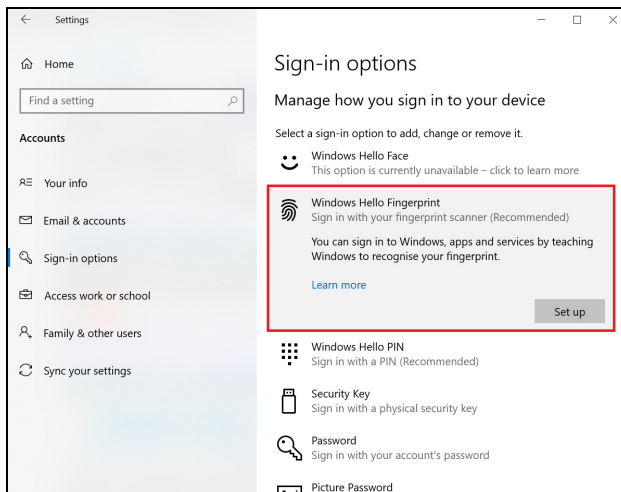 Settings
Home
Find a setting
Accounts
Your info
Email & accounts
Sign-in options
Access work or school
Family & other users
Sync your settings
Sign-in options
Manage how you sign in to your device
Select a sign-in option to add, change or remove it.
Windows Hello Face
This option is currently unavailable – click to learn more
Windows Hello Fingerprint
Sign in with your fingerprint scanner (Recommended)
You can sign in to Windows, apps and services by teaching
Windows to recognise your fingerprint.
Learn more
Set up
Windows Hello PIN
Sign in with a PIN (Recommended)
Security Key
Sign in with a physical security key
Password
Sign in with your account's password
Picture Password